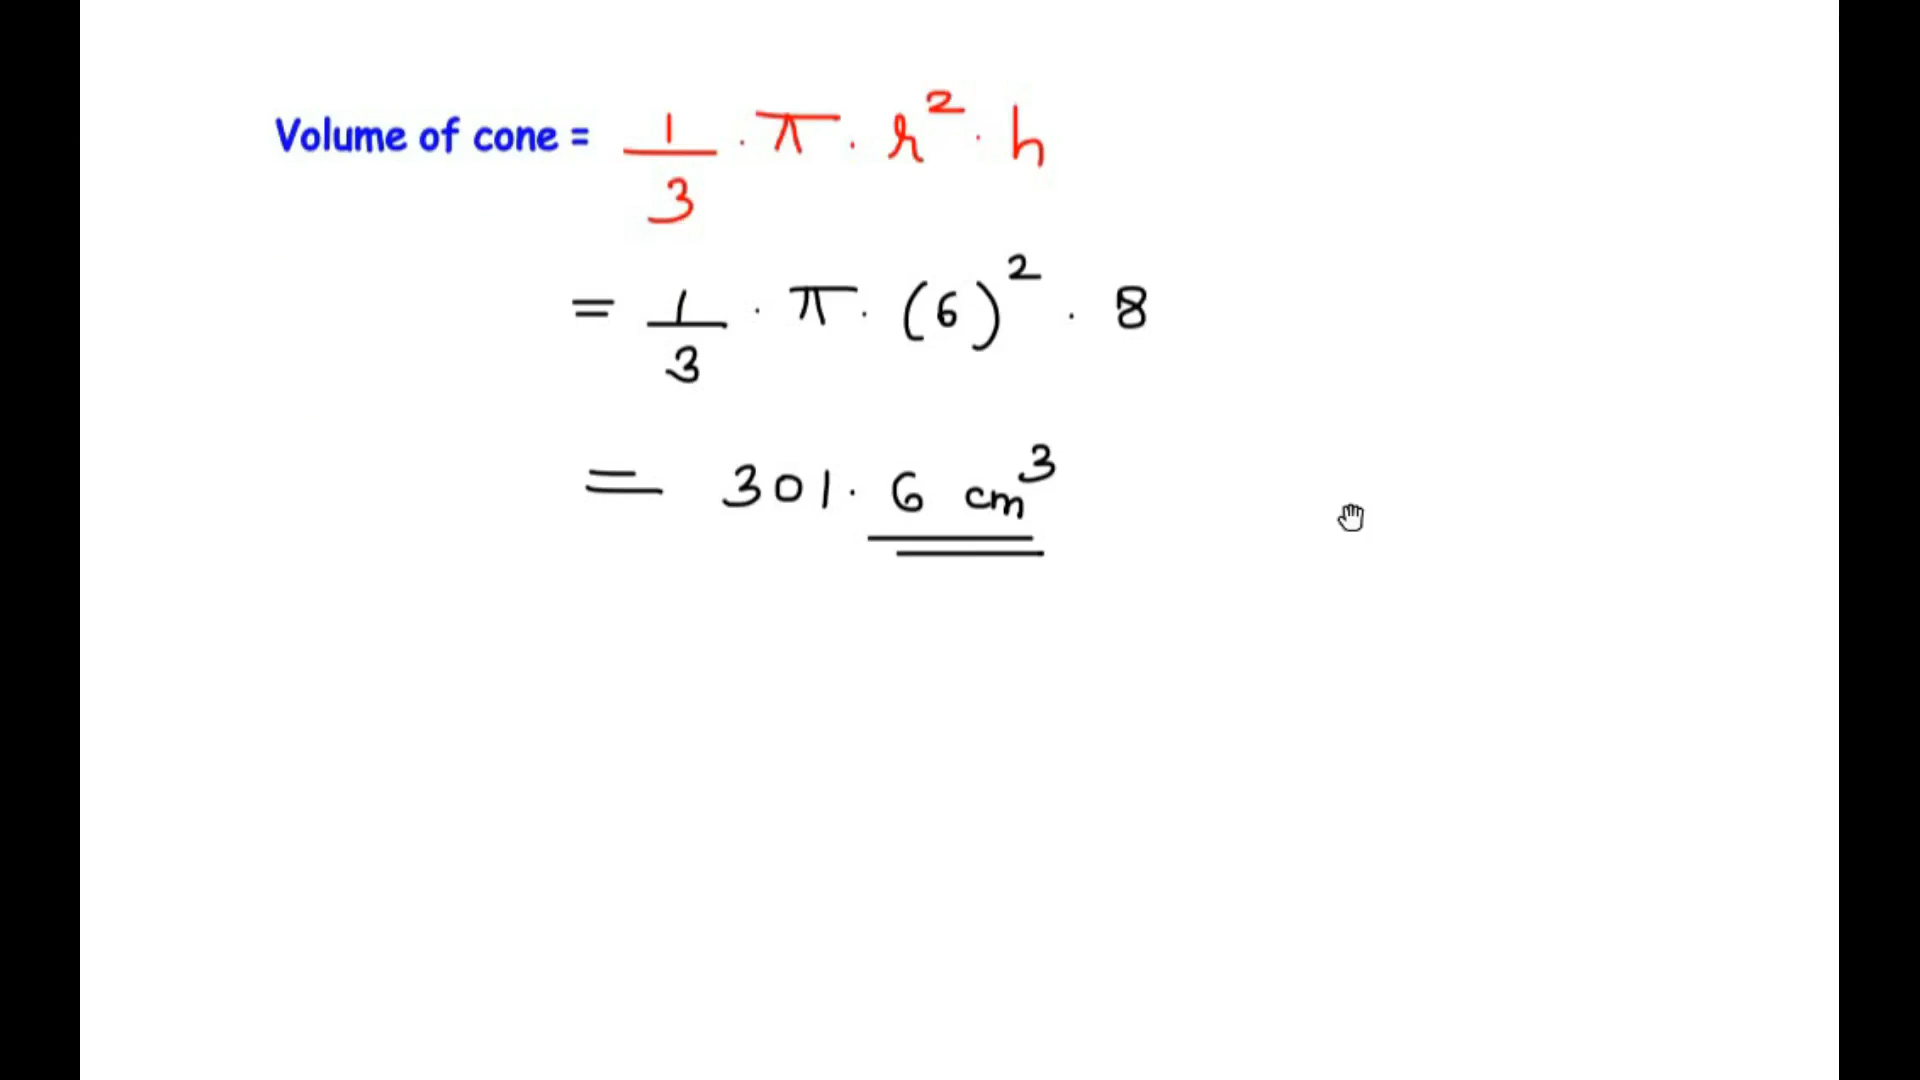 Volume of cone = 1/3 · π · r² · h
= 1/3 · π · (6)² · 8
= 301.6 cm³